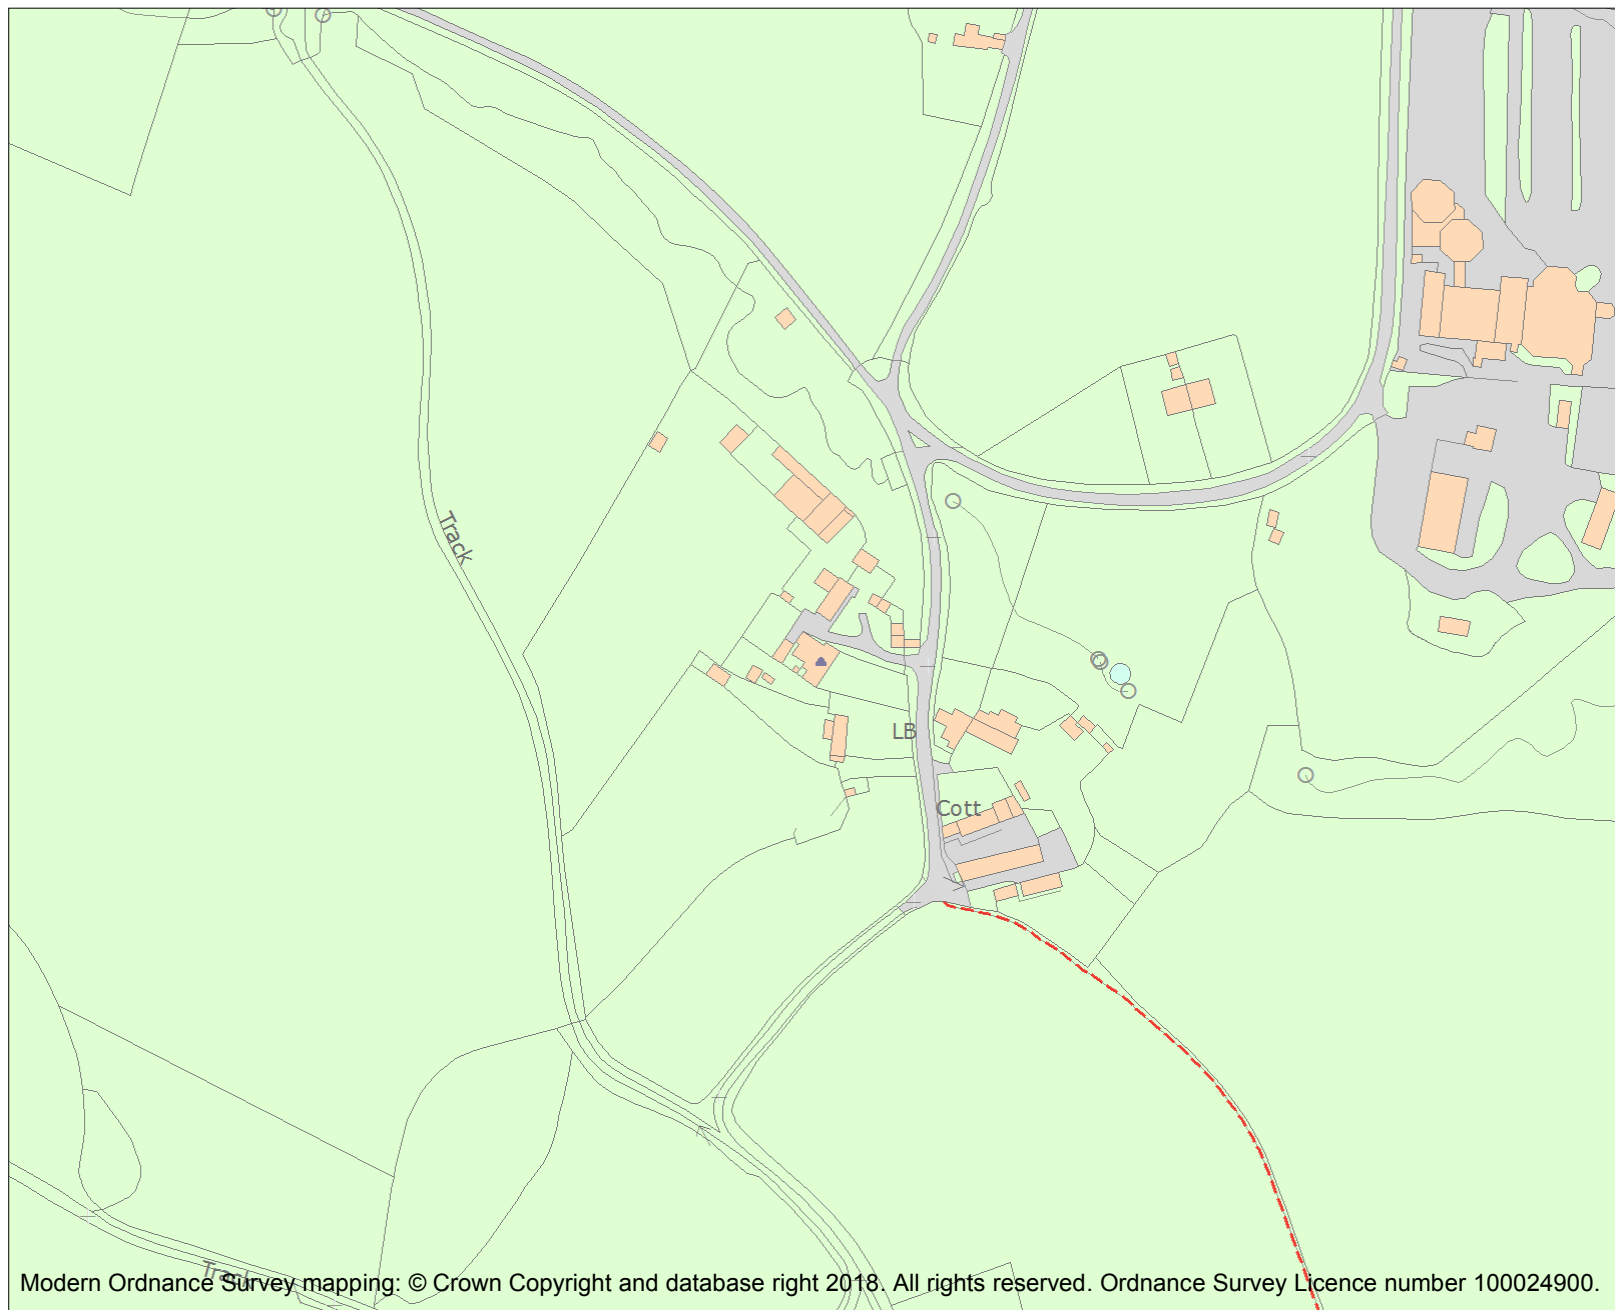 Track
LB
Cott
Track
Modern Ordnance Survey mapping: © Crown Copyright and database right 2018. All rights reserved. Ordnance Survey Licence number 100024900.